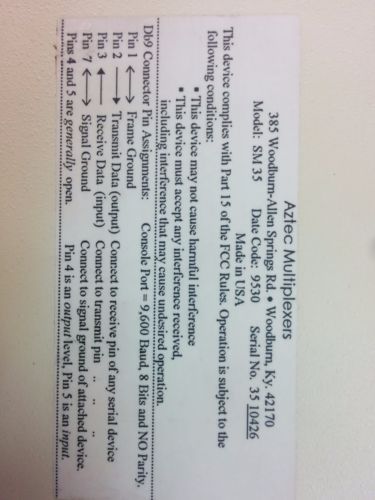 Aztec Multiplexers
385 Woodburn-Allen Springs Rd. • Woodburn, Ky. 42170
Model: SM 35 Date Code: 9530 Serial No. 35 10426
Made in USA
This device complies with Part 15 of the FCC Rules. Operation is subject to the
following conditions:
• This device may not cause harmful interference
• This device must accept any interference received,
including interference that may cause undesired operation.
Db9 Connector Pin Assignments: Console Port = 9,600 Baud, 8 Bits and NO Parity.
Pin 1 ⟷ Frame Ground
Pin 2 ⟶ Transmit Data (output) Connect to receive pin of any serial device
Pin 3 ⟵ Receive Data (input) Connect to transmit pin .. .. ..
Pin 7 ⟷ Signal Ground Connect to signal ground of attached device.
Pins 4 and 5 are generally open. Pin 4 is an output level, Pin 5 is an input.